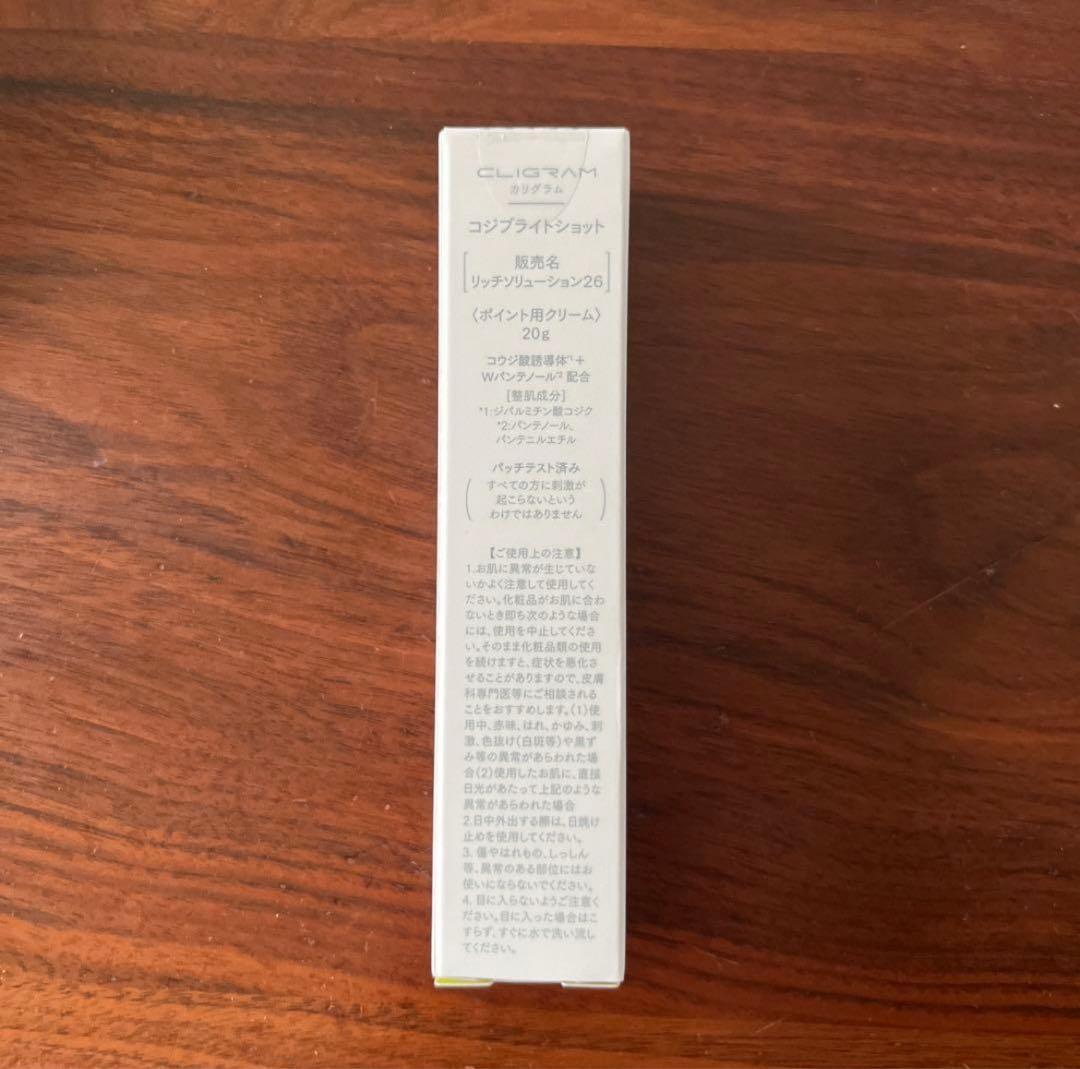 CLIGRAM
カリグラム
コジブライトショット
販売名
リッチソリューション26
〈ポイント用クリーム〉
20g
コウジ酸誘導体*1+
Wパンテノール*2 配合
[整肌成分]
*1:ジパルミチン酸コジク
*2:パンテノール、
パンテニルエチル
パッチテスト済み
(すべての方に刺激が
起こらないという
わけではありません)
【ご使用上の注意】
1.お肌に異常が生じていな
いかよく注意して使用してく
ださい。化粧品がお肌に合わ
ないとき即ち次のような場合
には、使用を中止してくださ
い。そのまま化粧品類の使用
を続けますと、症状を悪化さ
せることがありますので、皮膚
科専門医等にご相談される
ことをおすすめします。(1)使
用中、赤味、はれ、かゆみ、刺
激、色抜け(白斑等)や黒ず
み等の異常があらわれた場
合(2)使用したお肌に、直接
日光があたって上記のような
異常があらわれた場合
2.日中外出する際は、日焼け
止めを使用してください。
3. 傷やはれもの、しっしん
等、異常のある部位にはお
使いにならないでください。
4. 目に入らないようご注意く
ださい。目に入った場合はこ
すらず、すぐに水で洗い流し
てください。